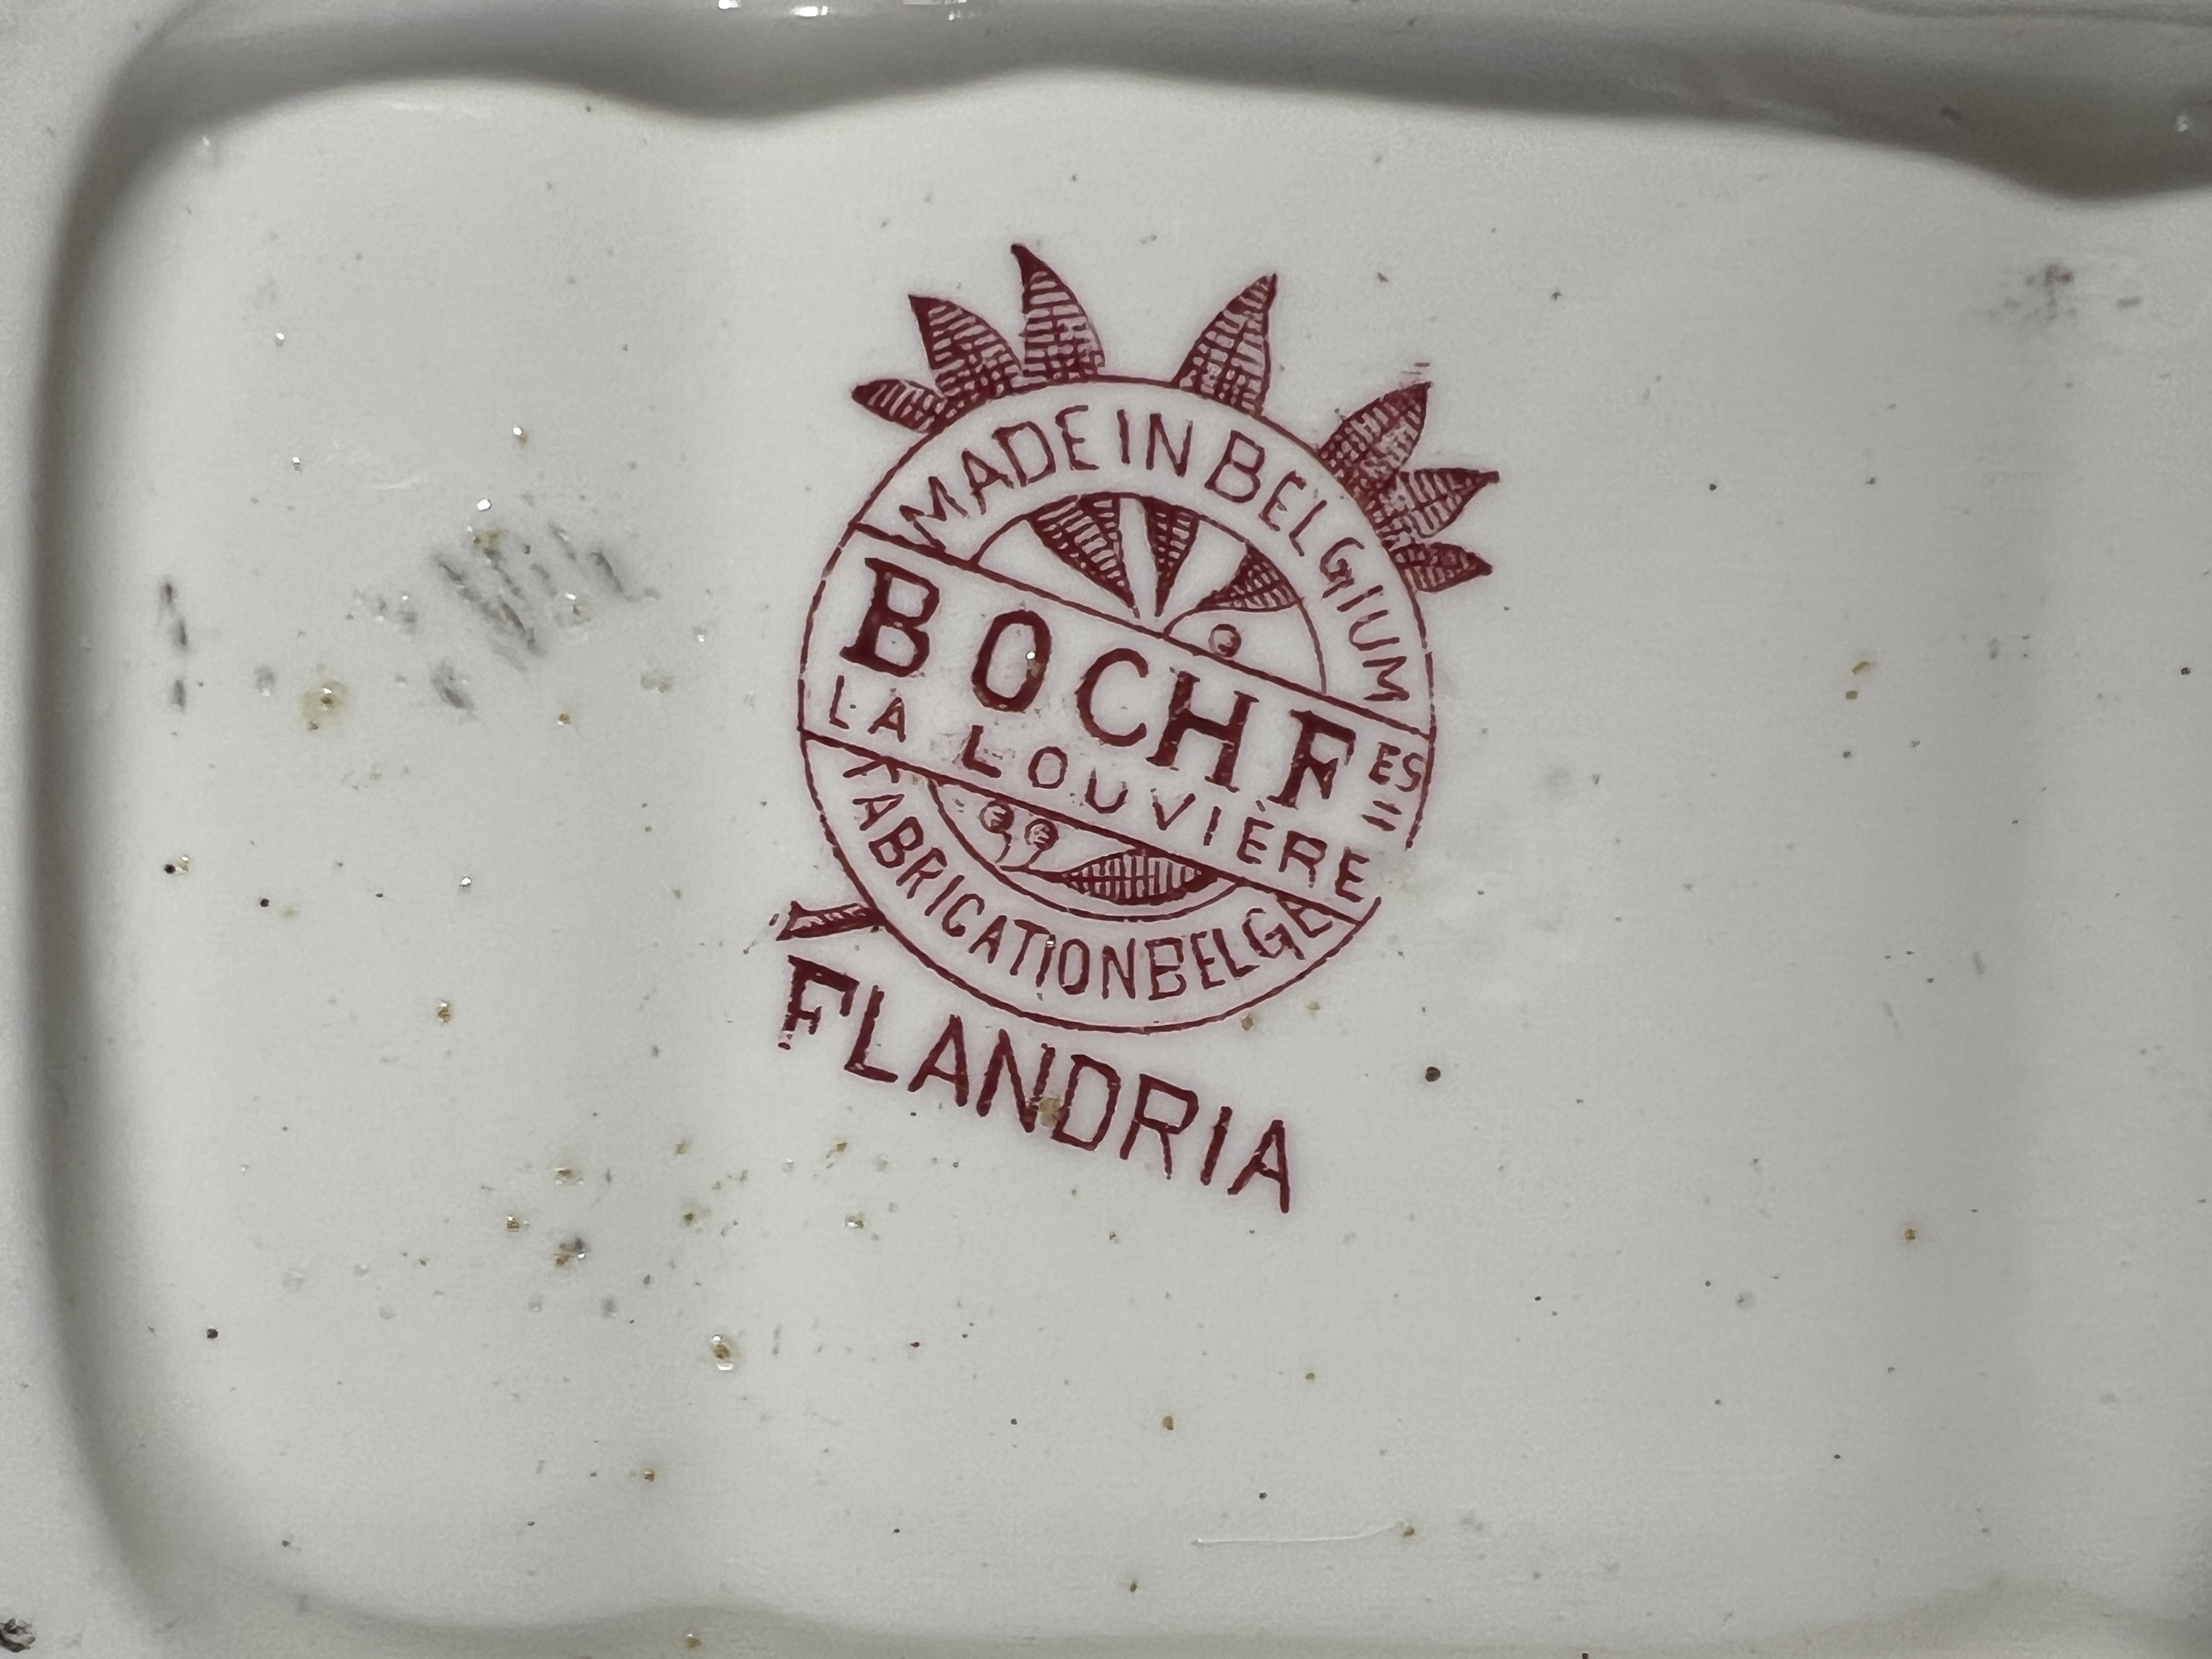 MADE IN BELGIUM
BOCH FES
LA LOUVIÈRE
FABRICATION BELGE
FLANDRIA